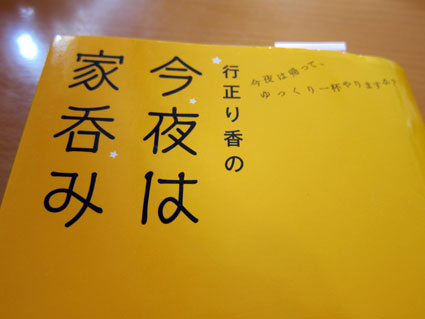 今夜は帰って、
ゆっくり一杯やりますか?
行正り香の
今夜は
家呑み